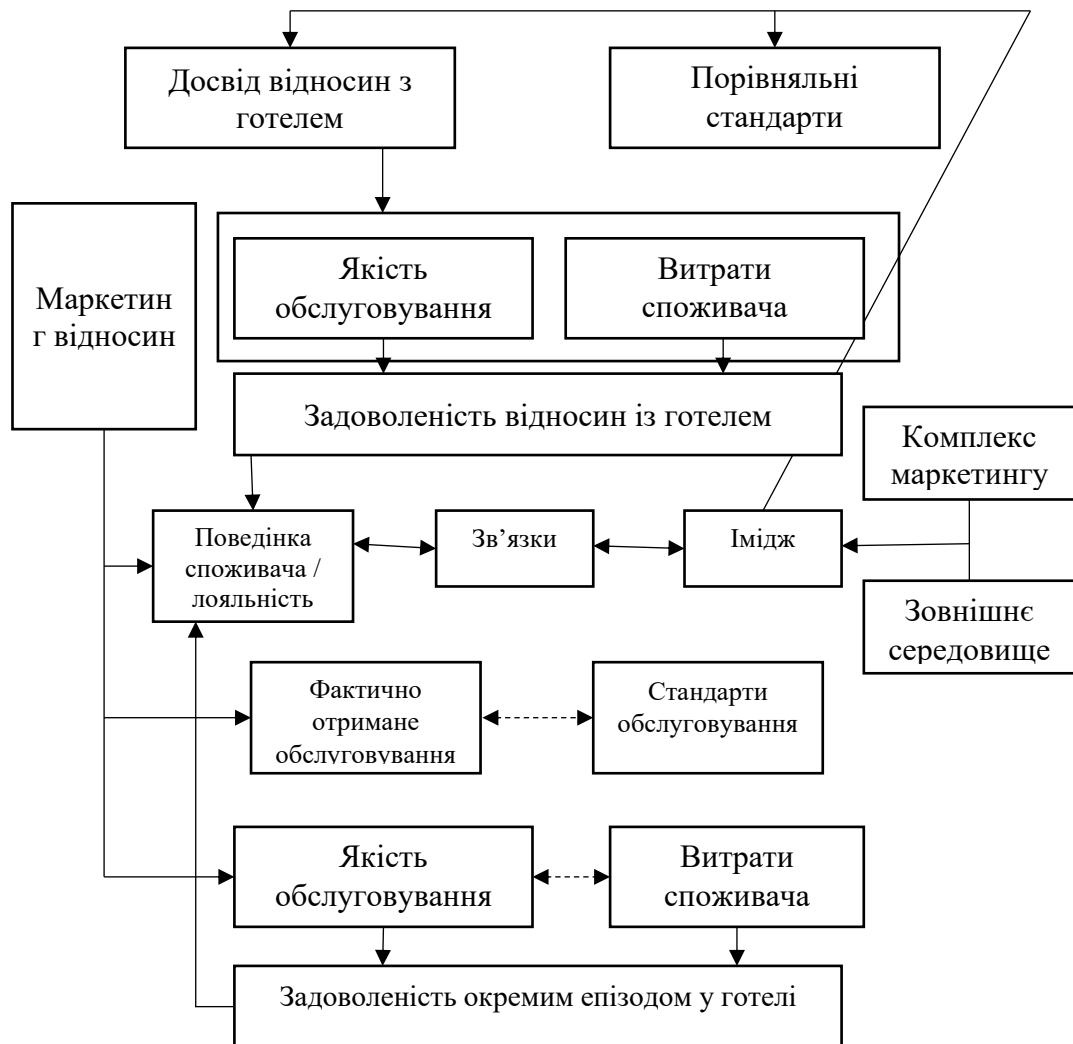 Досвід відносин з
готелем
Порівняльні
стандарти
Маркетин
г відносин
Якість
обслуговування
Витрати
споживача
Задоволеність відносин із готелем
Комплекс
маркетингу
Поведінка
споживача /
лояльність
Зв’язки
Імідж
Зовнішнє
середовище
Фактично
отримане
обслуговування
Стандарти
обслуговування
Якість
обслуговування
Витрати
споживача
Задоволеність окремим епізодом у готелі